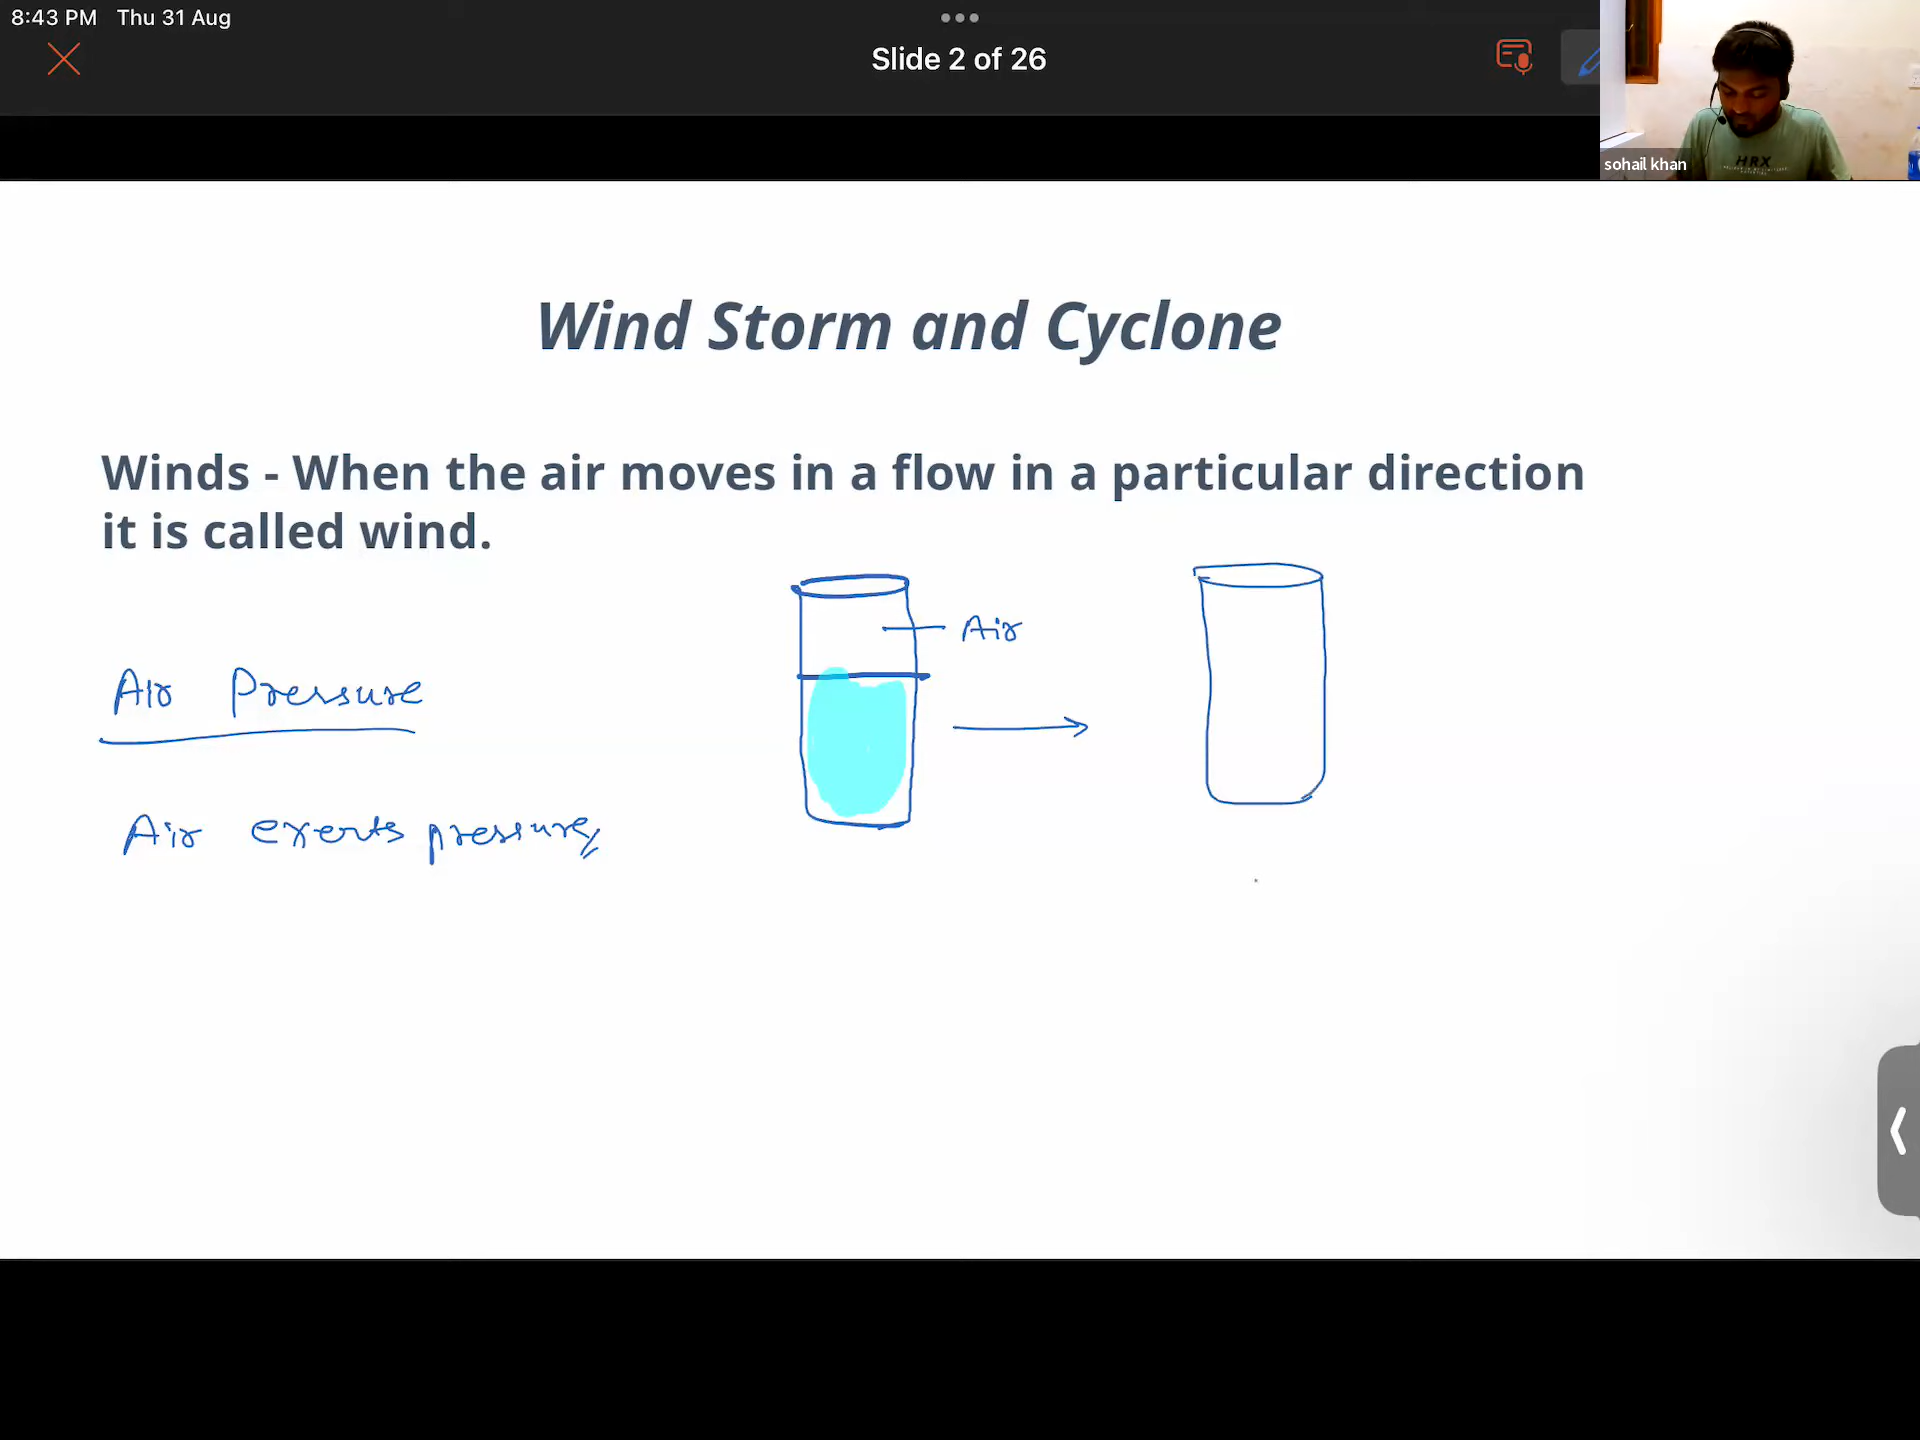 8:43 PM Thu 31 Aug
Slide 2 of 26
HRX
sohail khan
Wind Storm and Cyclone
Winds - When the air moves in a flow in a particular direction
it is called wind.
Air
Air Pressure
Air exerts pressure